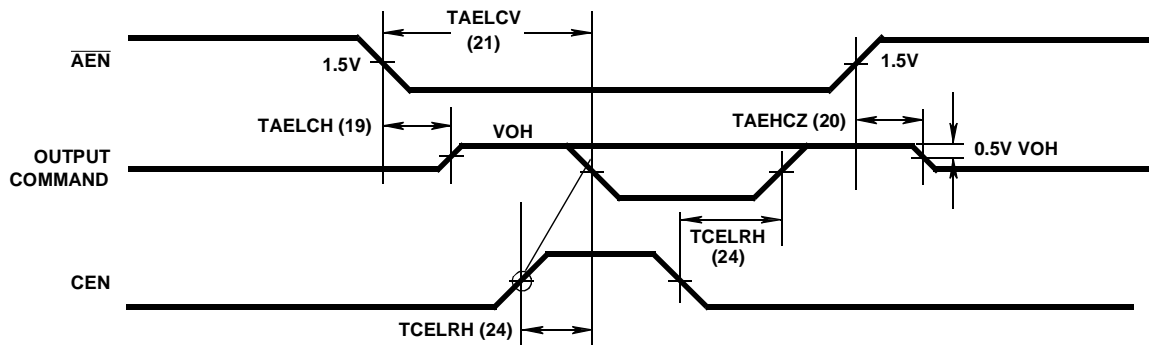 TAELCV
(21)
AEN
1.5V
1.5V
TAELCH (19)
VOH
TAEHCZ (20)
0.5V VOH
OUTPUT
COMMAND
TCELRH
(24)
CEN
TCELRH (24)